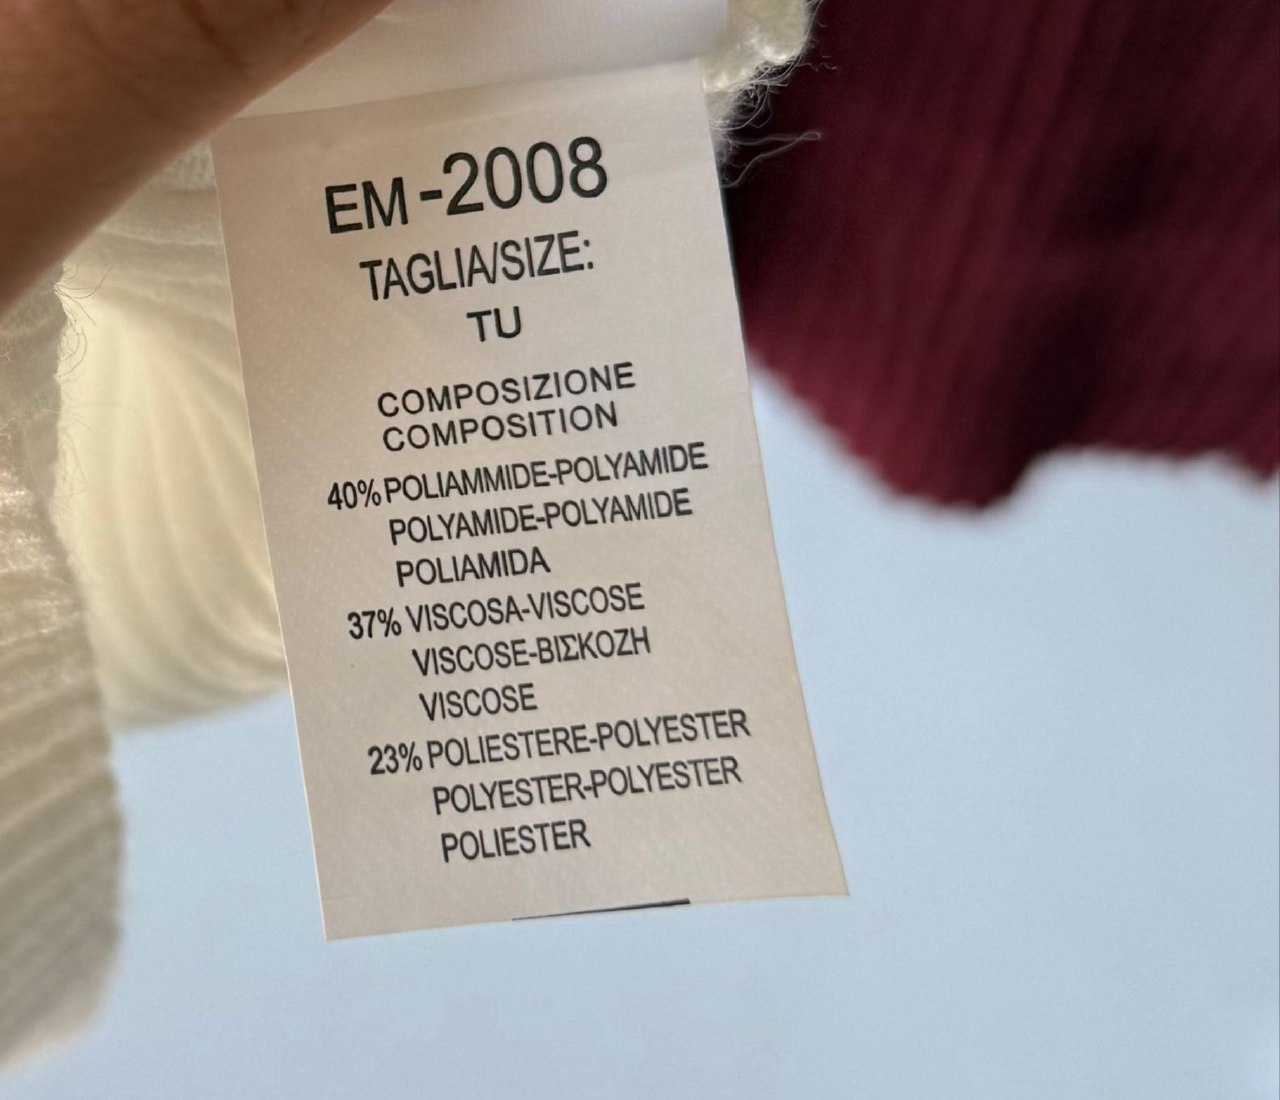 EM-2008
TAGLIA/SIZE:
TU
COMPOSIZIONE
COMPOSITION
40% POLIAMMIDE-POLYAMIDE
POLYAMIDE-POLYAMIDE
POLIAMIDA
37% VISCOSA-VISCOSE
VISCOSE-ΒΙΣΚΟΖΗ
VISCOSE
23% POLIESTERE-POLYESTER
POLYESTER-POLYESTER
POLIESTER